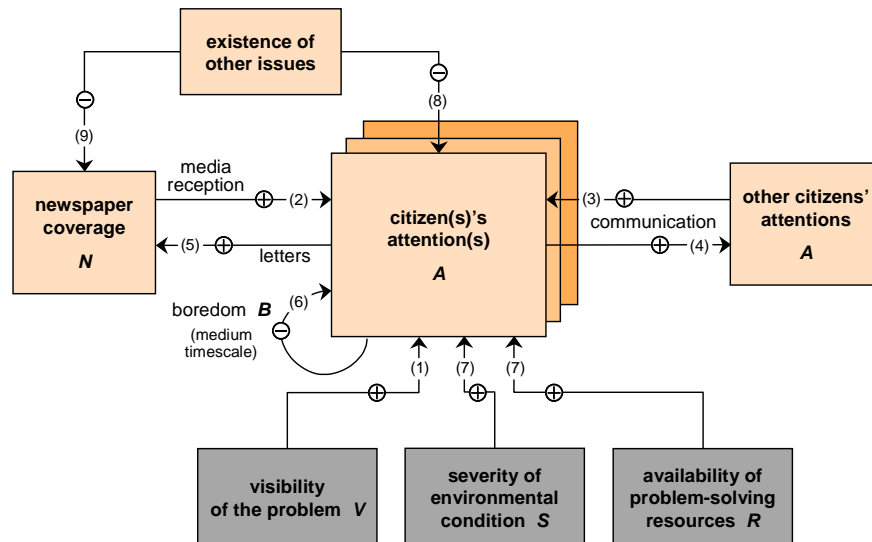 existence of
other issues
(8)
(9)
media
reception
(2)
newspaper
coverage
N
(5)
letters
citizen(s)'s
attention(s)
A
(3)
communication
(4)
other citizens'
attentions
A
boredom B
(6)
(medium
timescale)
(1)
(7)
(7)
visibility
of the problem V
severity of
environmental
condition S
availability of
problem-solving
resources R